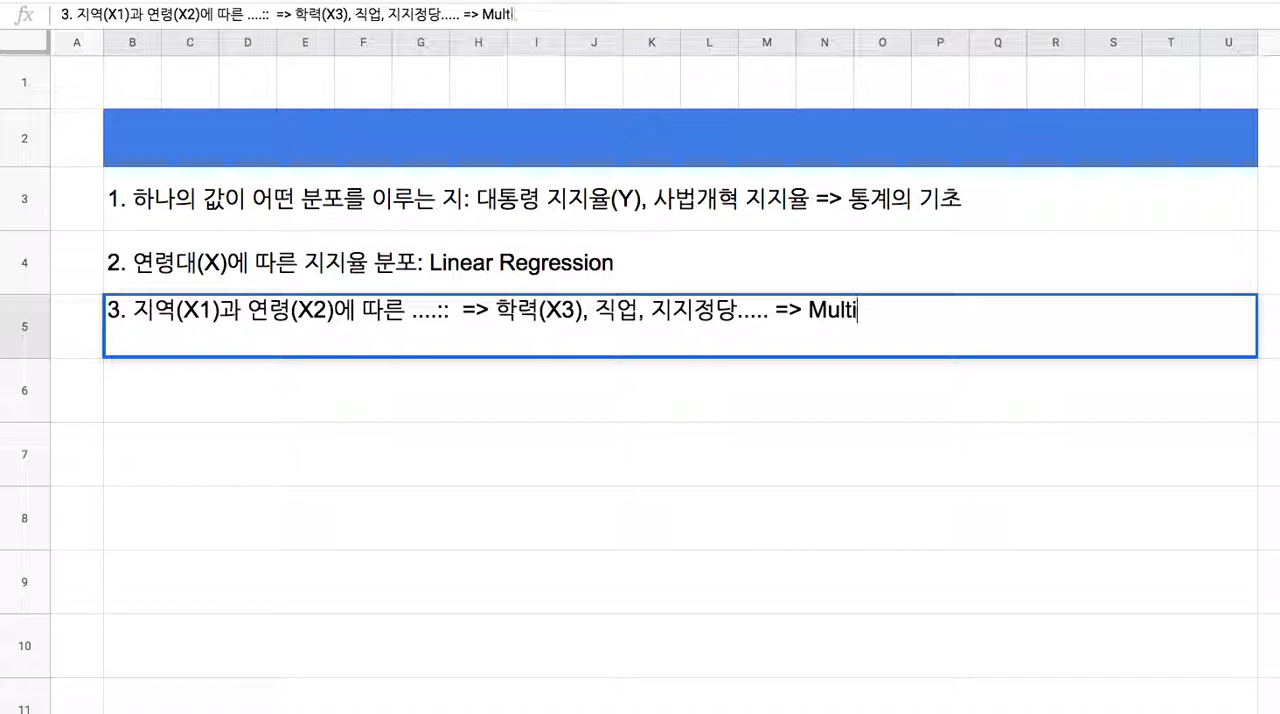 fx 3. 지역(X1)과 연령(X2)에 따른 ....:: => 학력(X3), 직업, 지지정당..... => Multi
A B C D E F G H I J K L M N O P Q R S T U
1
2
3 1. 하나의 값이 어떤 분포를 이루는 지: 대통령 지지율(Y), 사법개혁 지지율 => 통계의 기초
4 2. 연령대(X)에 따른 지지율 분포: Linear Regression
5 3. 지역(X1)과 연령(X2)에 따른 ....:: => 학력(X3), 직업, 지지정당..... => Multi
6
7
8
9
10
11